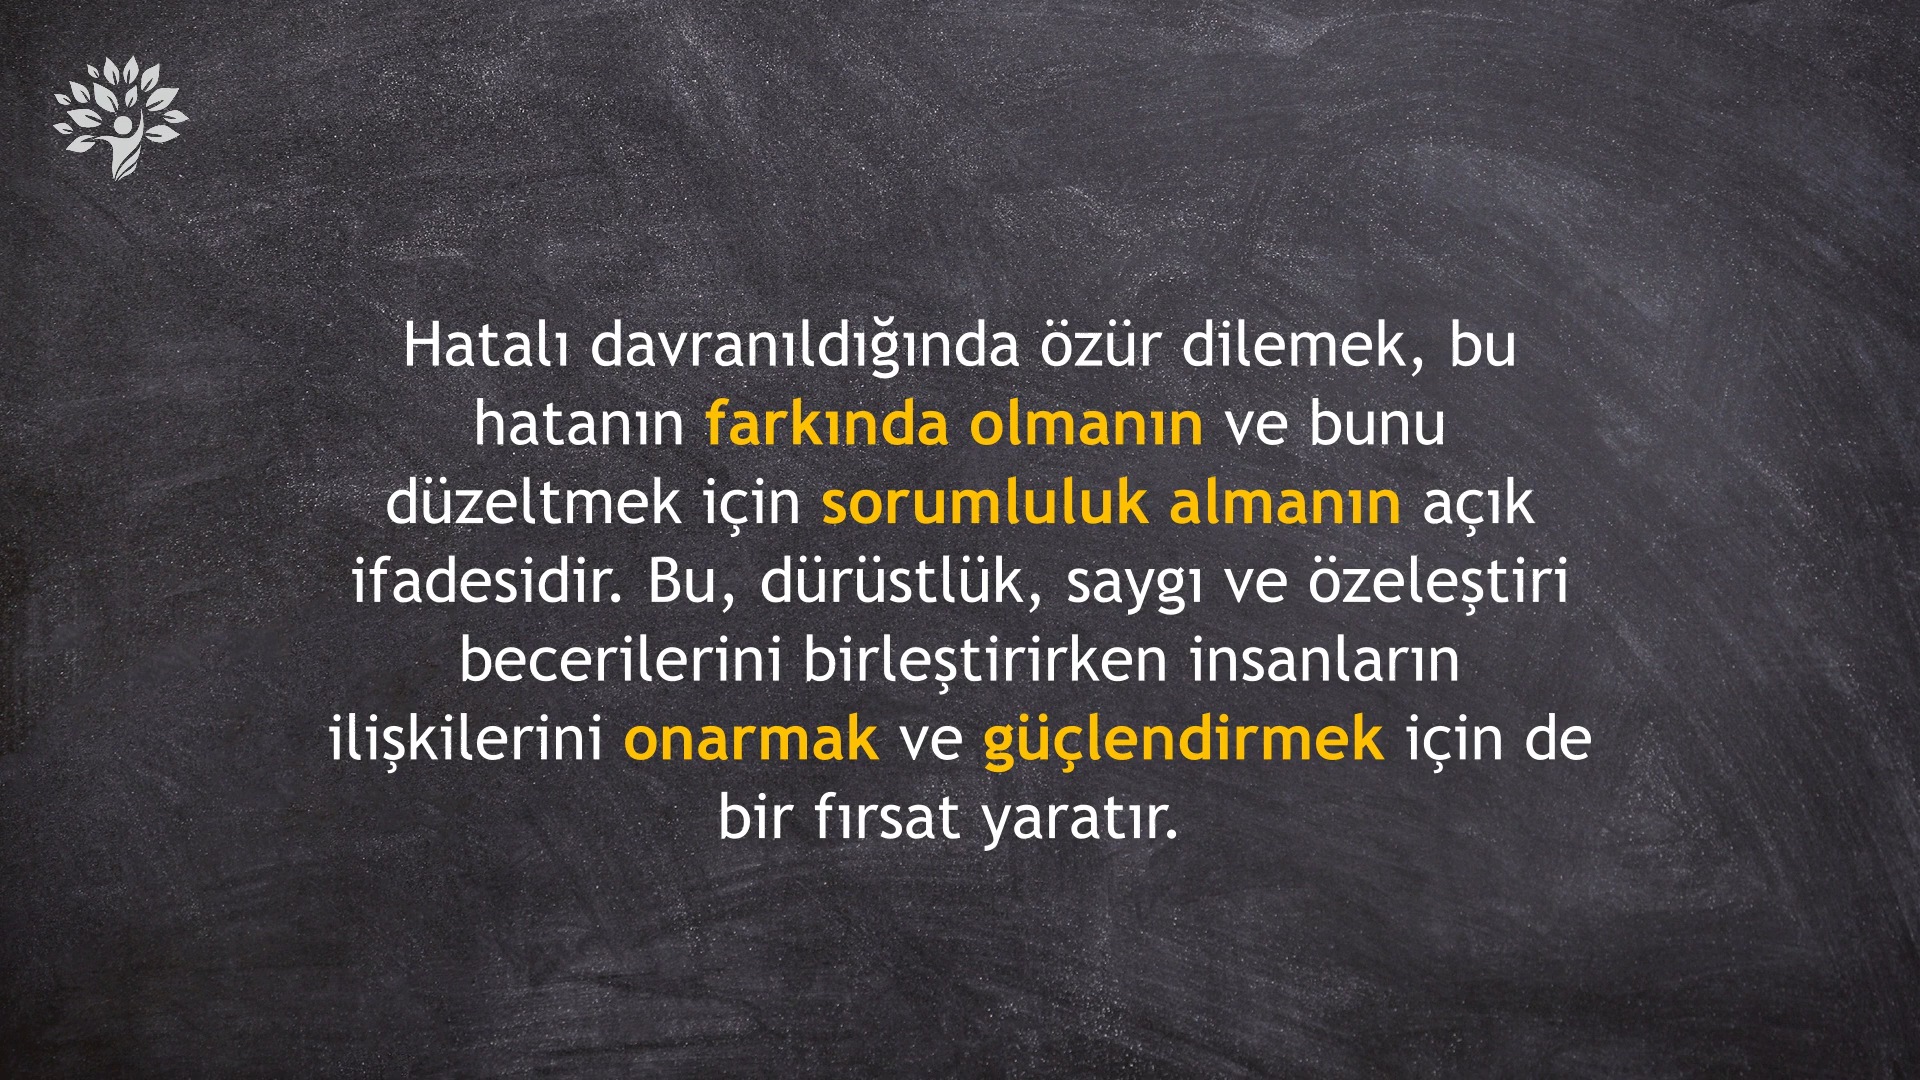 Hatalı davranıldığında özür dilemek, bu
hatanın farkında olmanın ve bunu
düzeltmek için sorumluluk almanın açık
ifadesidir. Bu, dürüstlük, saygı ve özeleştiri
becerilerini birleştirirken insanların
ilişkilerini onarmak ve güçlendirmek için de
bir fırsat yaratır.